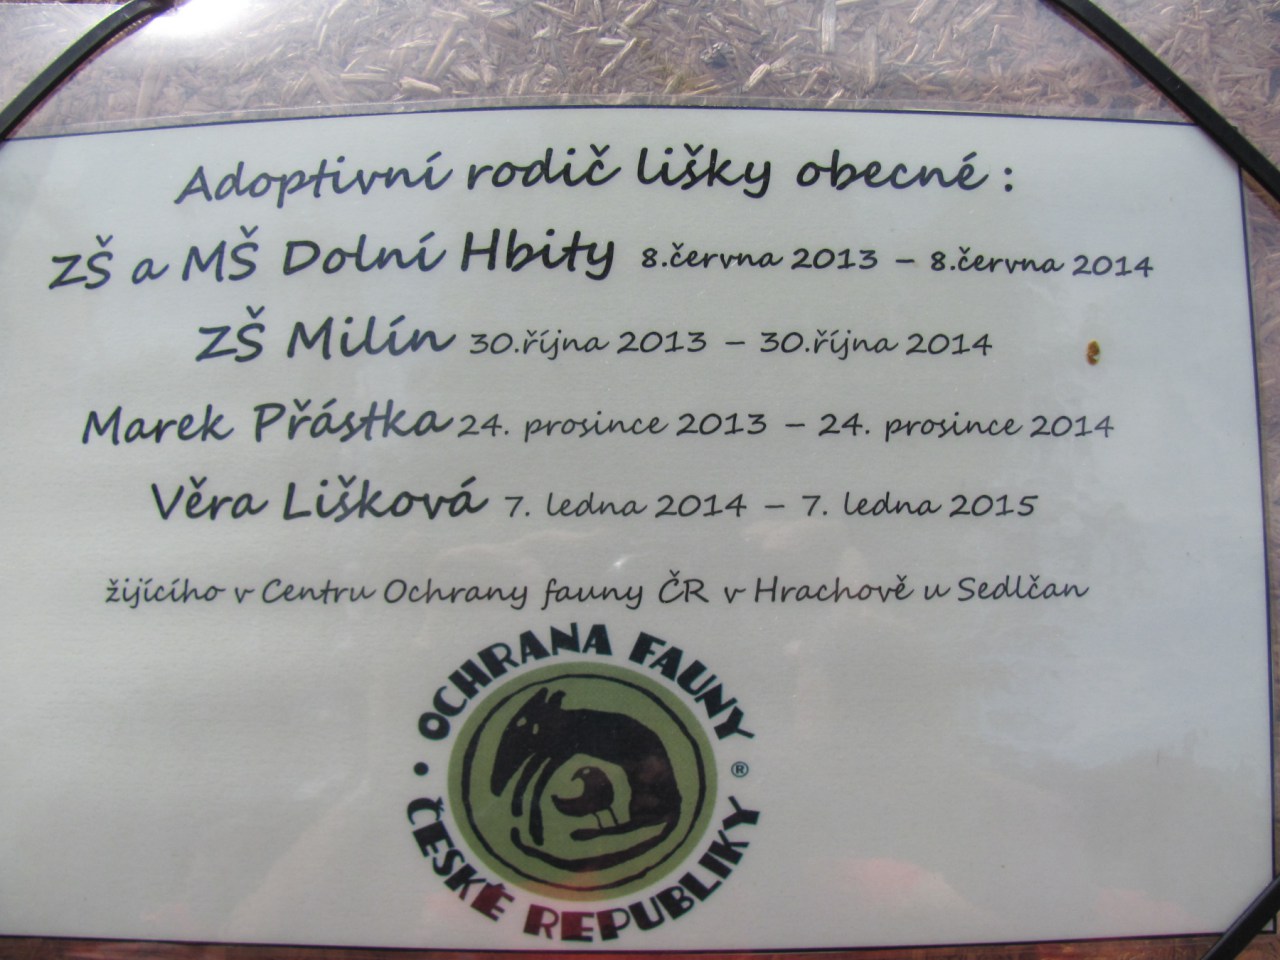 Adoptivní rodič lišky obecné :
ZŠ a MŠ Dolní Hbity 8.června 2013 – 8.června 2014
ZŠ Milín 30.října 2013 – 30.října 2014
Marek Přástka 24. prosince 2013 – 24. prosince 2014
Věra Lišková 7. ledna 2014 – 7. ledna 2015
žijícího v Centru Ochrany fauny ČR v Hrachově u Sedlčan
OCHRANA FAUNY
• ČESKÉ REPUBLIKY ®